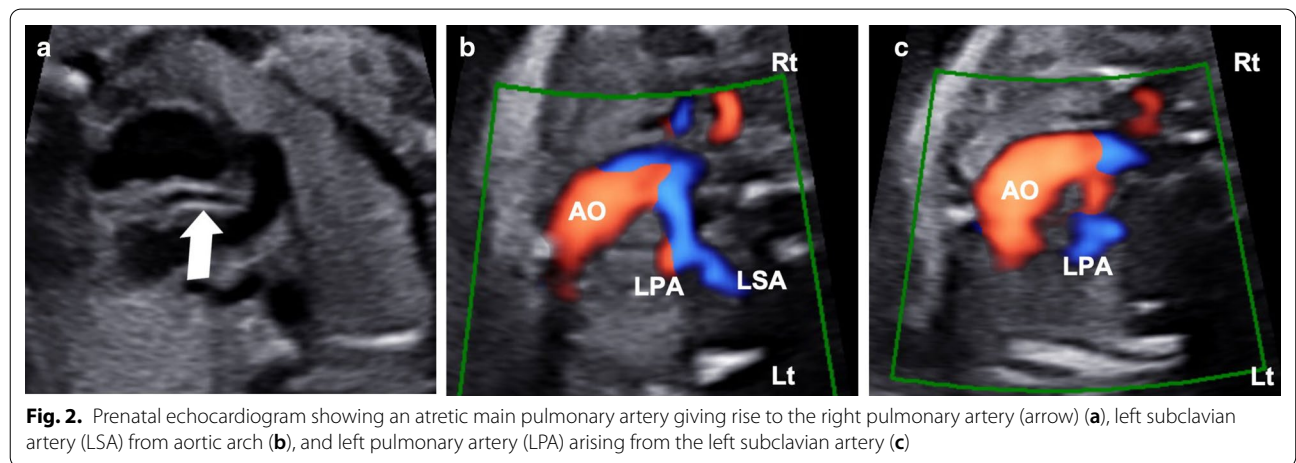 a
b
Rt
AO
LPA
LSA
Lt
c
Rt
AO
LPA
Lt
Fig. 2. Prenatal echocardiogram showing an atretic main pulmonary artery giving rise to the right pulmonary artery (arrow) (a), left subclavian
artery (LSA) from aortic arch (b), and left pulmonary artery (LPA) arising from the left subclavian artery (c)